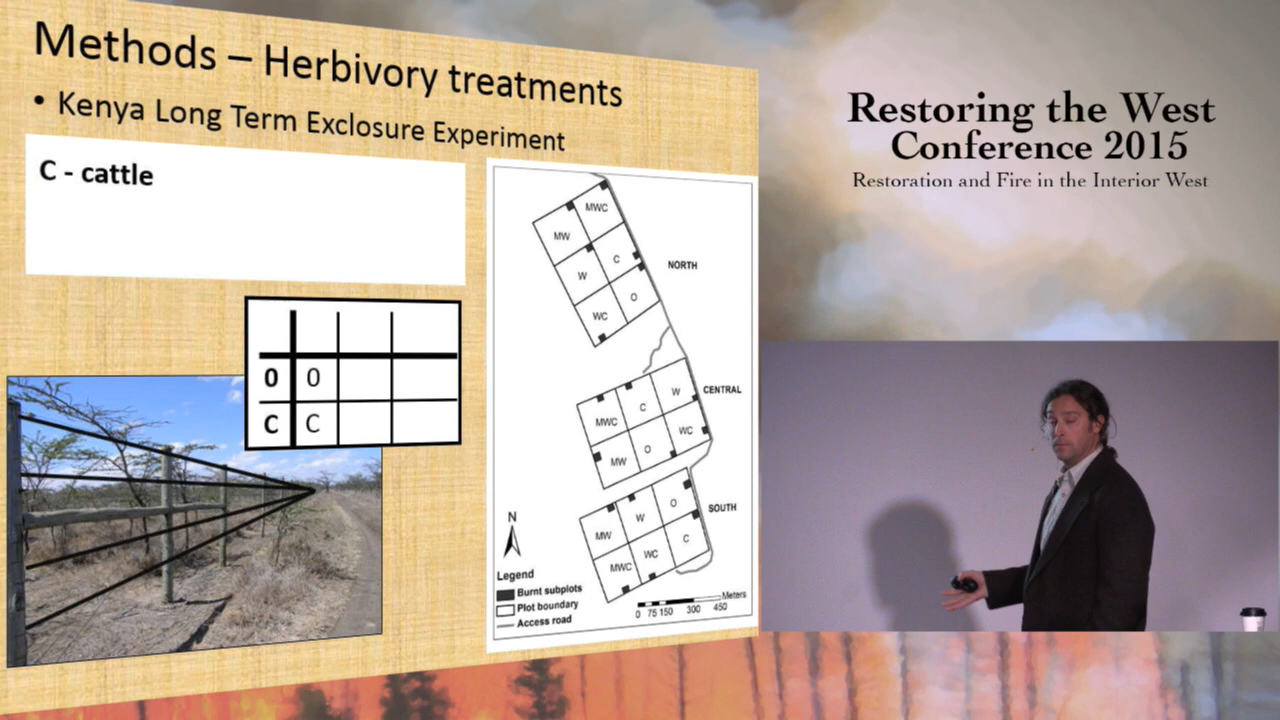 Methods – Herbivory treatments
• Kenya Long Term Exclosure Experiment
C - cattle
0 0
C C
MWC
MW
C
W
O
WC
NORTH
W
C
MWC
WC
O
MW
CENTRAL
O
W
MW
C
WC
MWC
SOUTH
N
Legend
Burnt subplots
Plot boundary
Access road
Meters
0 75 150 300 450
Restoring the West
Conference 2015
Restoration and Fire in the Interior West